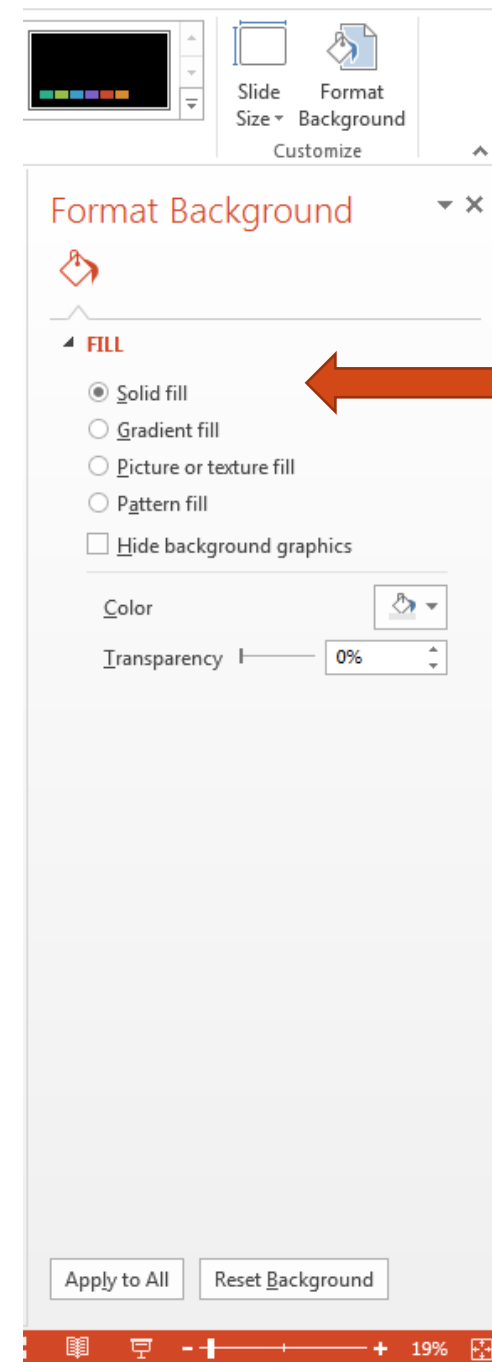 Slide Format
Size Background
Customize
Format Background
FILL
Solid fill
Gradient fill
Picture or texture fill
Pattern fill
Hide background graphics
Color
Transparency 0%
Apply to All Reset Background
19%